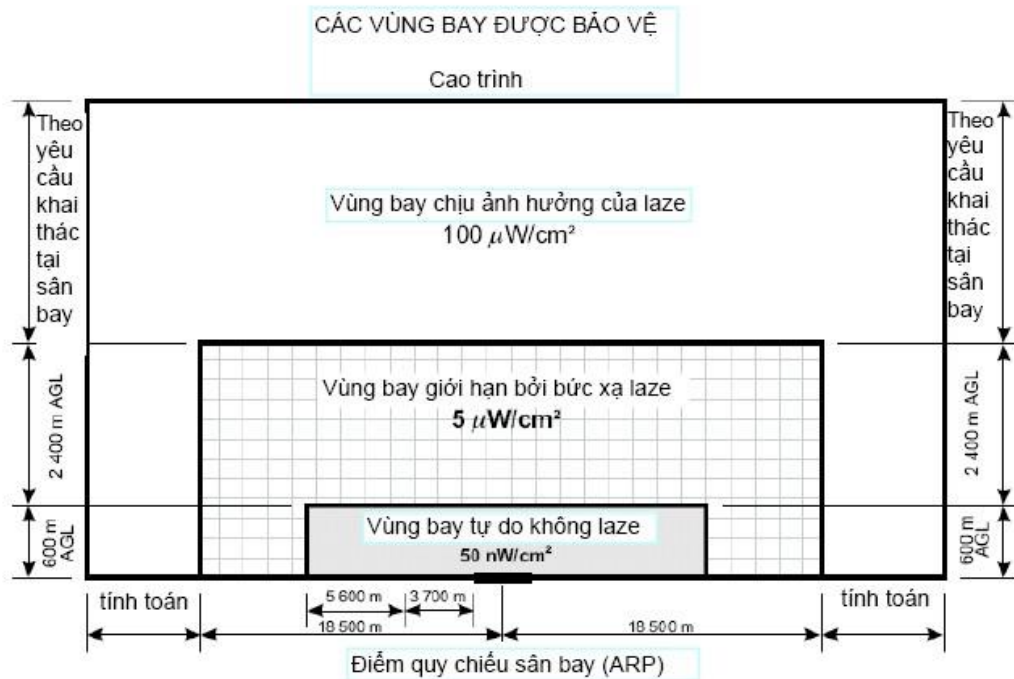 CÁC VÙNG BAY ĐƯỢC BẢO VỆ
Cao trình
Theo
yêu
cầu
khai
thác
tại
sân
bay
Theo
yêu
cầu
khai
thác
tại
sân
bay
Vùng bay chịu ảnh hưởng của laze
100 µW/cm²
2 400 m AGL
Vùng bay giới hạn bởi bức xạ laze
5 µW/cm²
2 400 m AGL
600 m
AGL
Vùng bay tự do không laze
50 nW/cm²
600 m
AGL
tính toán
5 600 m
3 700 m
tính toán
18 500 m
18 500 m
Điểm quy chiếu sân bay (ARP)